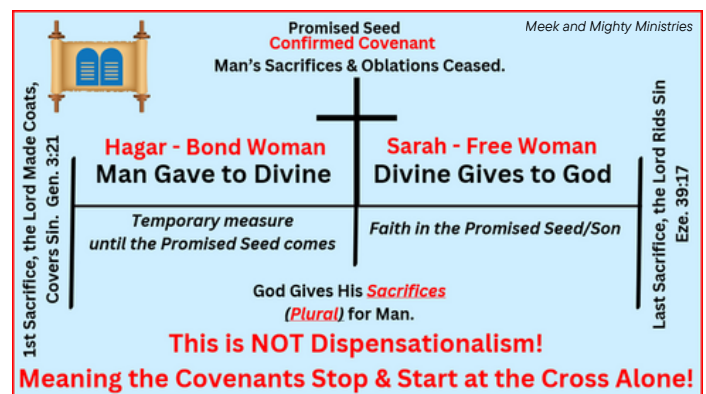 Meek and Mighty Ministries
Promised Seed
Confirmed Covenant
Man's Sacrifices & Oblations Ceased.
1st Sacrifice, the Lord Made Coats,
Covers Sin. Gen. 3:21
Hagar - Bond Woman
Man Gave to Divine
Temporary measure
until the Promised Seed comes
Sarah - Free Woman
Divine Gives to God
Faith in the Promised Seed/Son
Last Sacrifice, the Lord Rids Sin
Eze. 39:17
God Gives His Sacrifices
(Plural) for Man.
This is NOT Dispensationalism!
Meaning the Covenants Stop & Start at the Cross Alone!